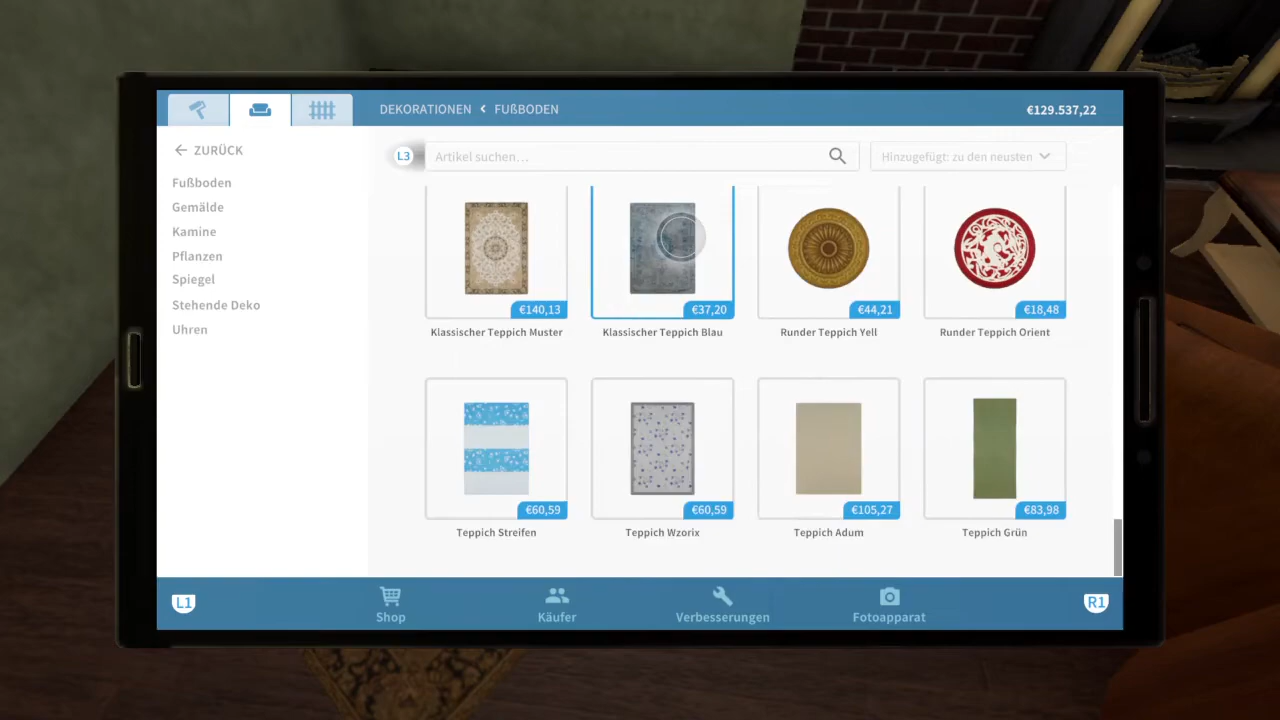 DEKORATIONEN < FUßBODEN
€129.537,22
← ZURÜCK
Fußboden
Gemälde
Kamine
Pflanzen
Spiegel
Stehende Deko
Uhren
L3
Artikel suchen...
Hinzugefügt: zu den neusten
€140,13
€37,20
€44,21
€18,48
Klassischer Teppich Muster
Klassischer Teppich Blau
Runder Teppich Yell
Runder Teppich Orient
€60,59
€60,59
€105,27
€83,98
Teppich Streifen
Teppich Wzorix
Teppich Adum
Teppich Grün
L1
Shop
Käufer
Verbesserungen
Fotoapparat
R1